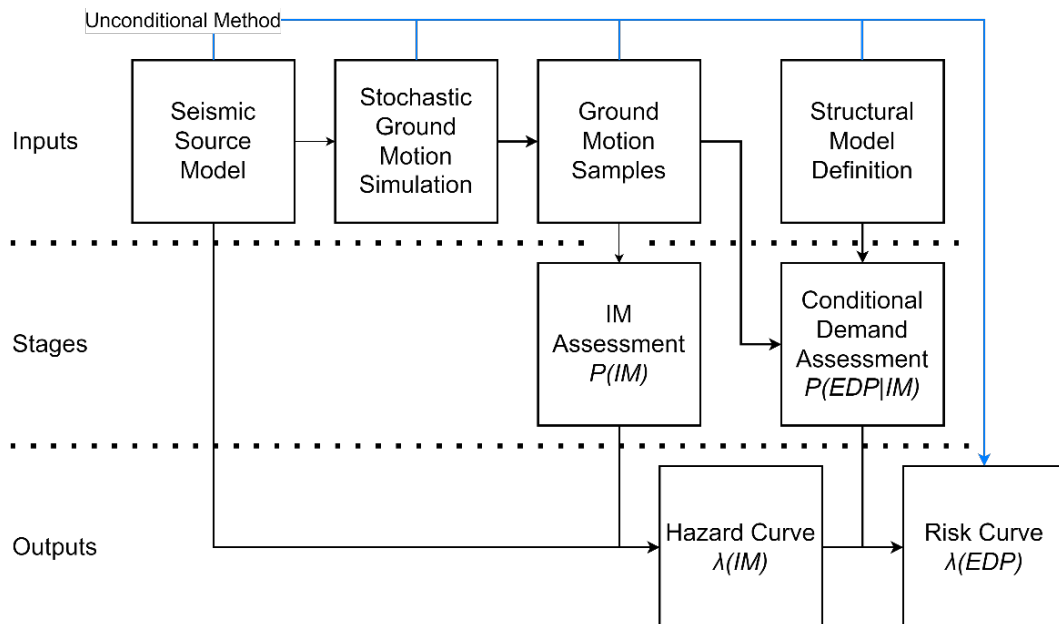 Unconditional Method
Inputs
Seismic
Source
Model
Stochastic
Ground
Motion
Simulation
Ground
Motion
Samples
Structural
Model
Definition
Stages
IM
Assessment
P(IM)
Conditional
Demand
Assessment
P(EDP|IM)
Outputs
Hazard Curve
λ(IM)
Risk Curve
λ(EDP)